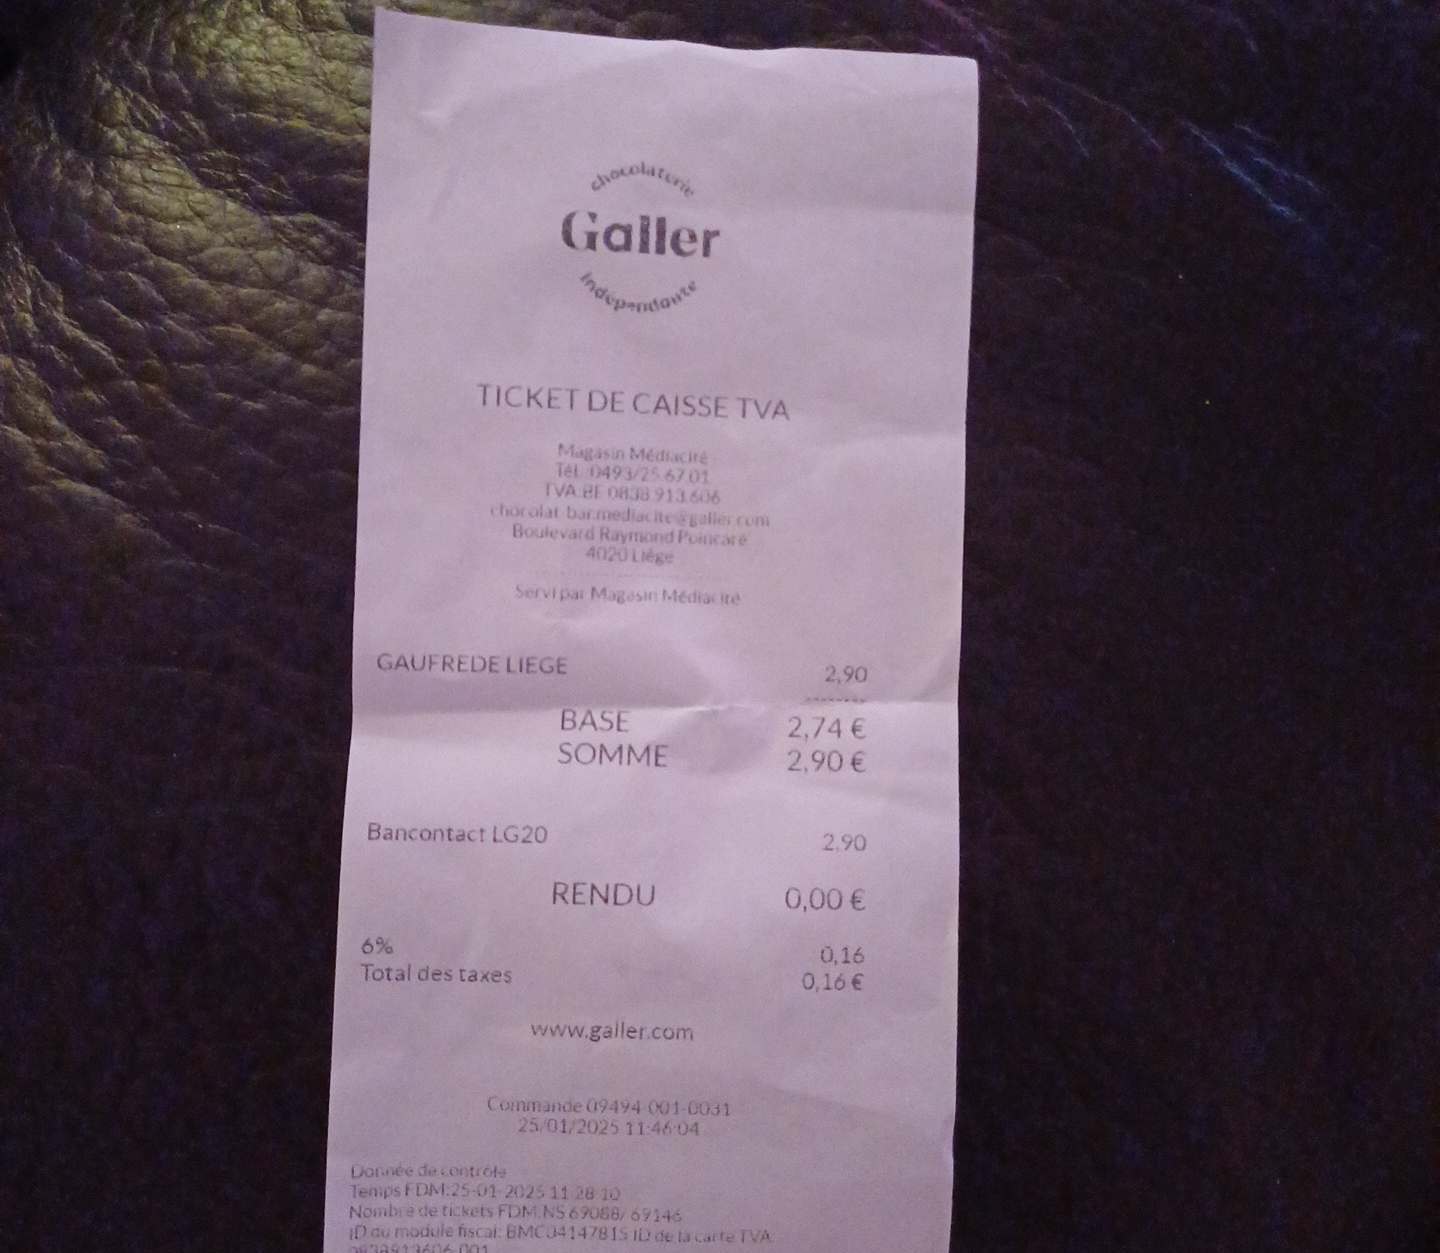 chocolaterie
Galler
indépendante
TICKET DE CAISSE TVA
Magasin Médiacité
Tél.:0493/25.67.01
TVA BE 0838.913.606
chocolat-bar.mediacite@galler.com
Boulevard Raymond Poincaré
4020 Liège
Servi par Magasin Médiacité
GAUFREDE LIEGE 2,90
BASE 2,74 €
SOMME 2,90 €
Bancontact LG20 2,90
RENDU 0,00 €
6% 0,16
Total des taxes 0,16 €
www.galler.com
Commande 09494-001-0031
25/01/2025 11:46:04
Donnée de contrôle
Temps FDM:25-01-2025 11:28:10
Nombre de tickets FDM:NS 69088/ 69146
ID du module fiscal: BMC04147815 ID de la carte TVA
0838913606-001